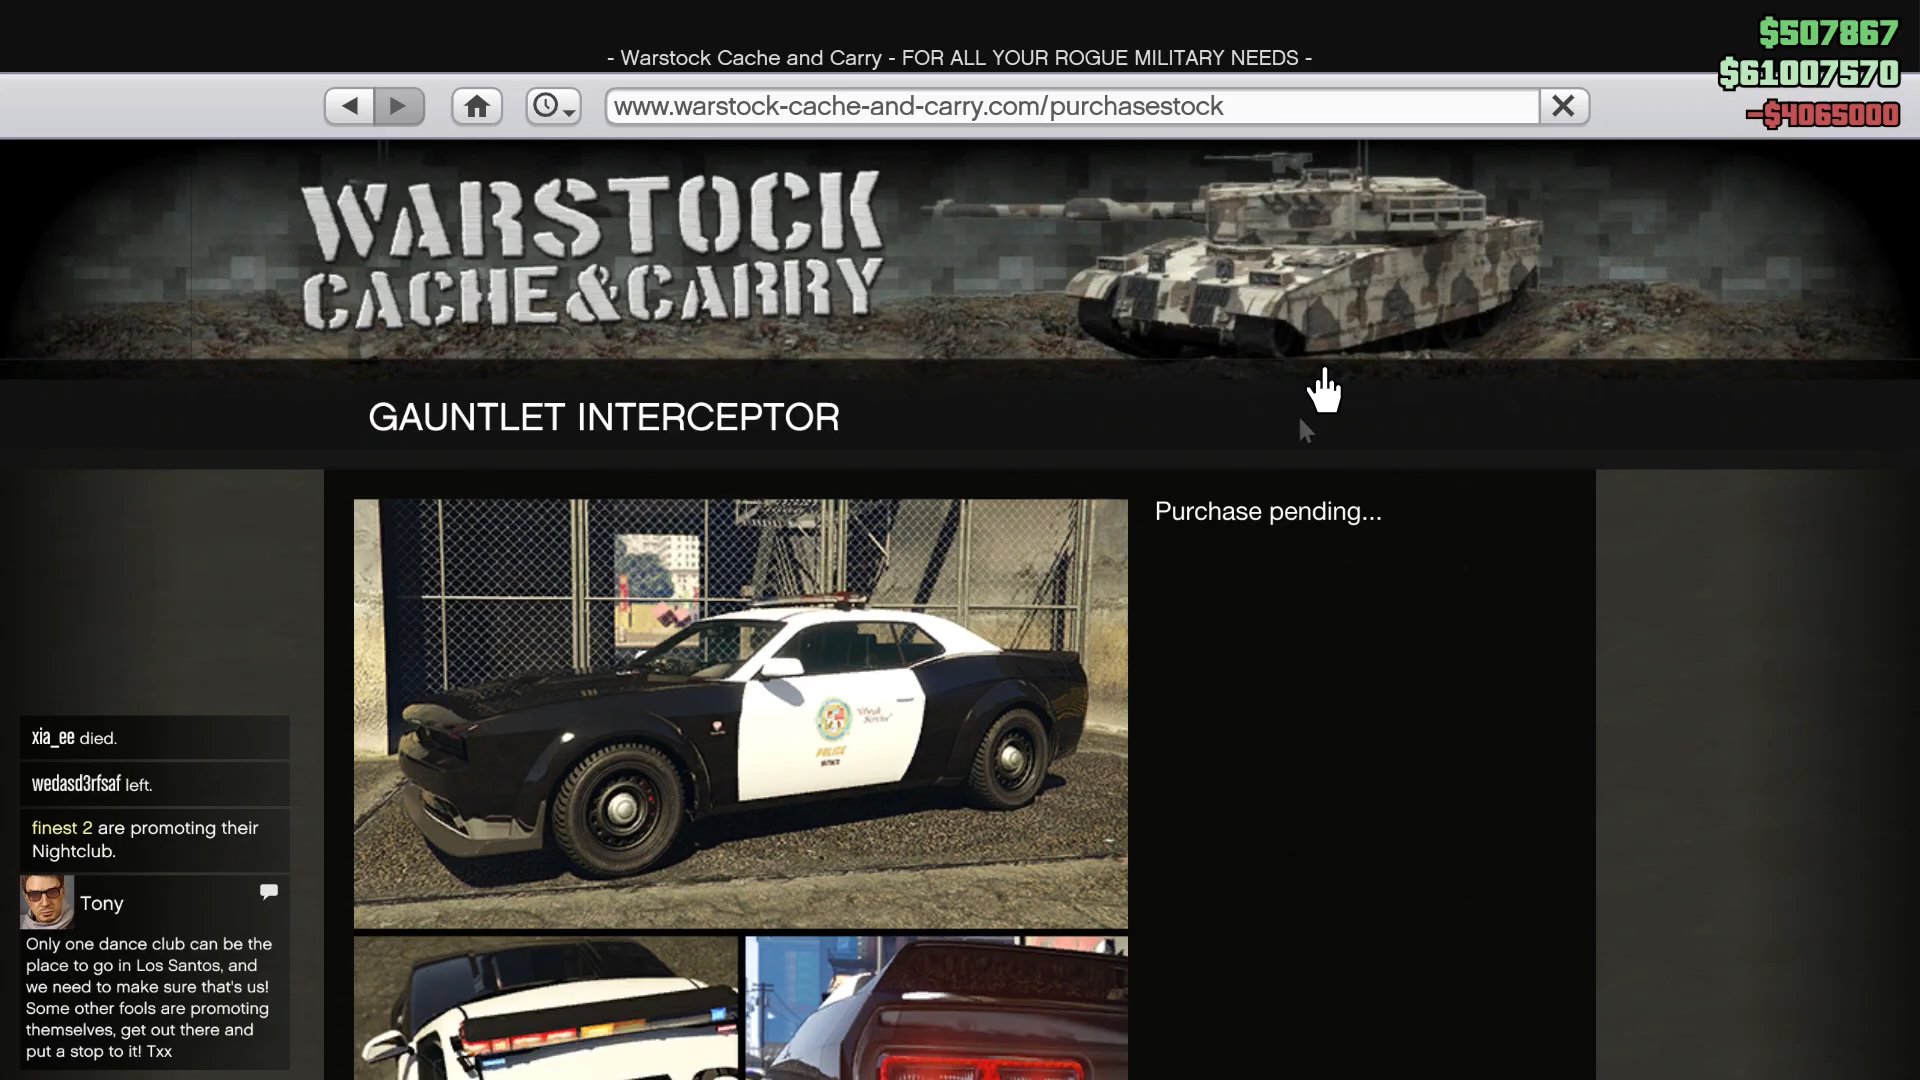 $507867
- Warstock Cache and Carry - FOR ALL YOUR ROGUE MILITARY NEEDS -
$61007570
www.warstock-cache-and-carry.com/purchasestock
-$4065000
WARSTOCK
CACHE & CARRY
GAUNTLET INTERCEPTOR
Purchase pending...
POLICE
xia_ee died.
wedasd3rfsaf left.
finest 2 are promoting their
Nightclub.
Tony
Only one dance club can be the
place to go in Los Santos, and
we need to make sure that's us!
Some other fools are promoting
themselves, get out there and
put a stop to it! Txx